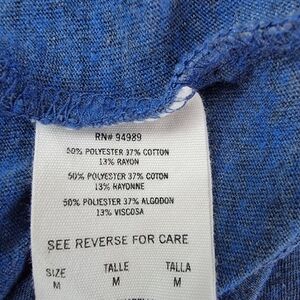 RN# 94989
50% POLYESTER 37% COTTON
13% RAYON
50% POLYESTER 37% COTON
13% RAYONNE
50% POLYESTER 37% ALGODON
13% VISCOSA
SEE REVERSE FOR CARE
SIZE TALLE TALLA
M M M